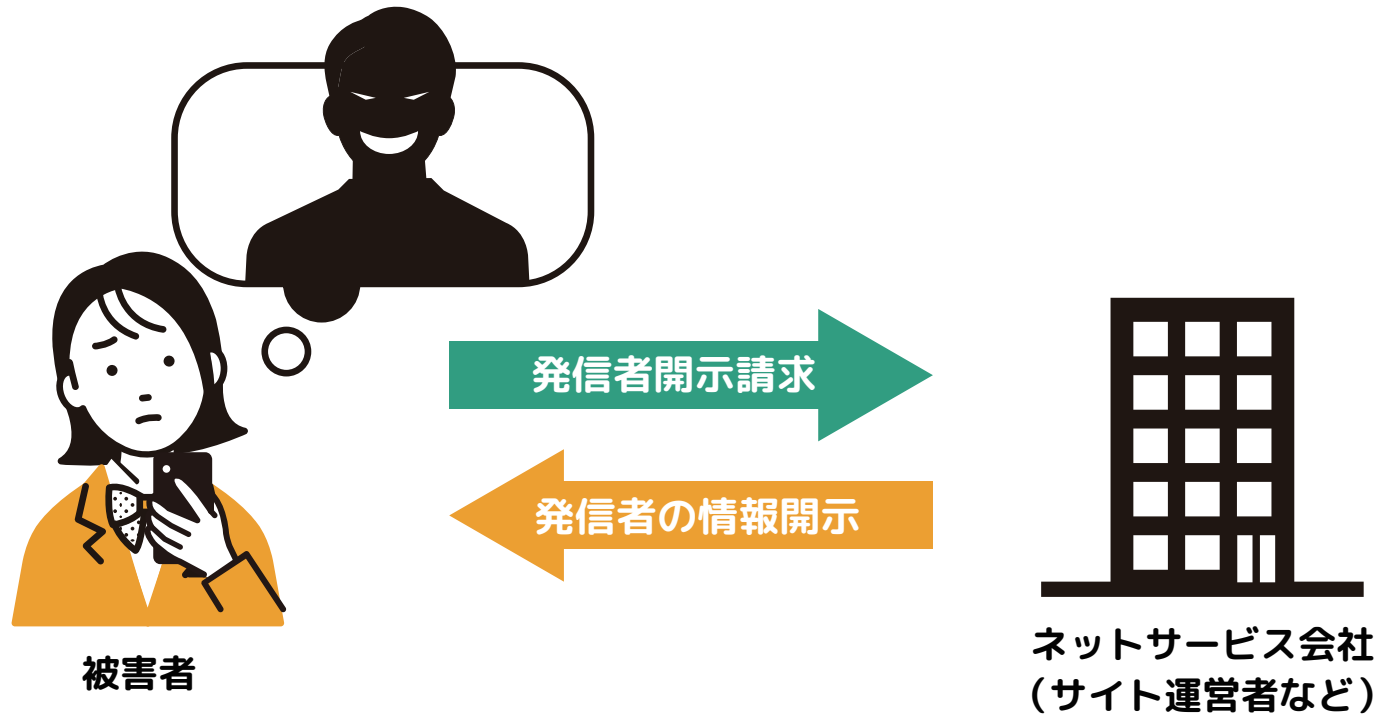 発信者開示請求
発信者の情報開示
被害者
ネットサービス会社
(サイト運営者など)